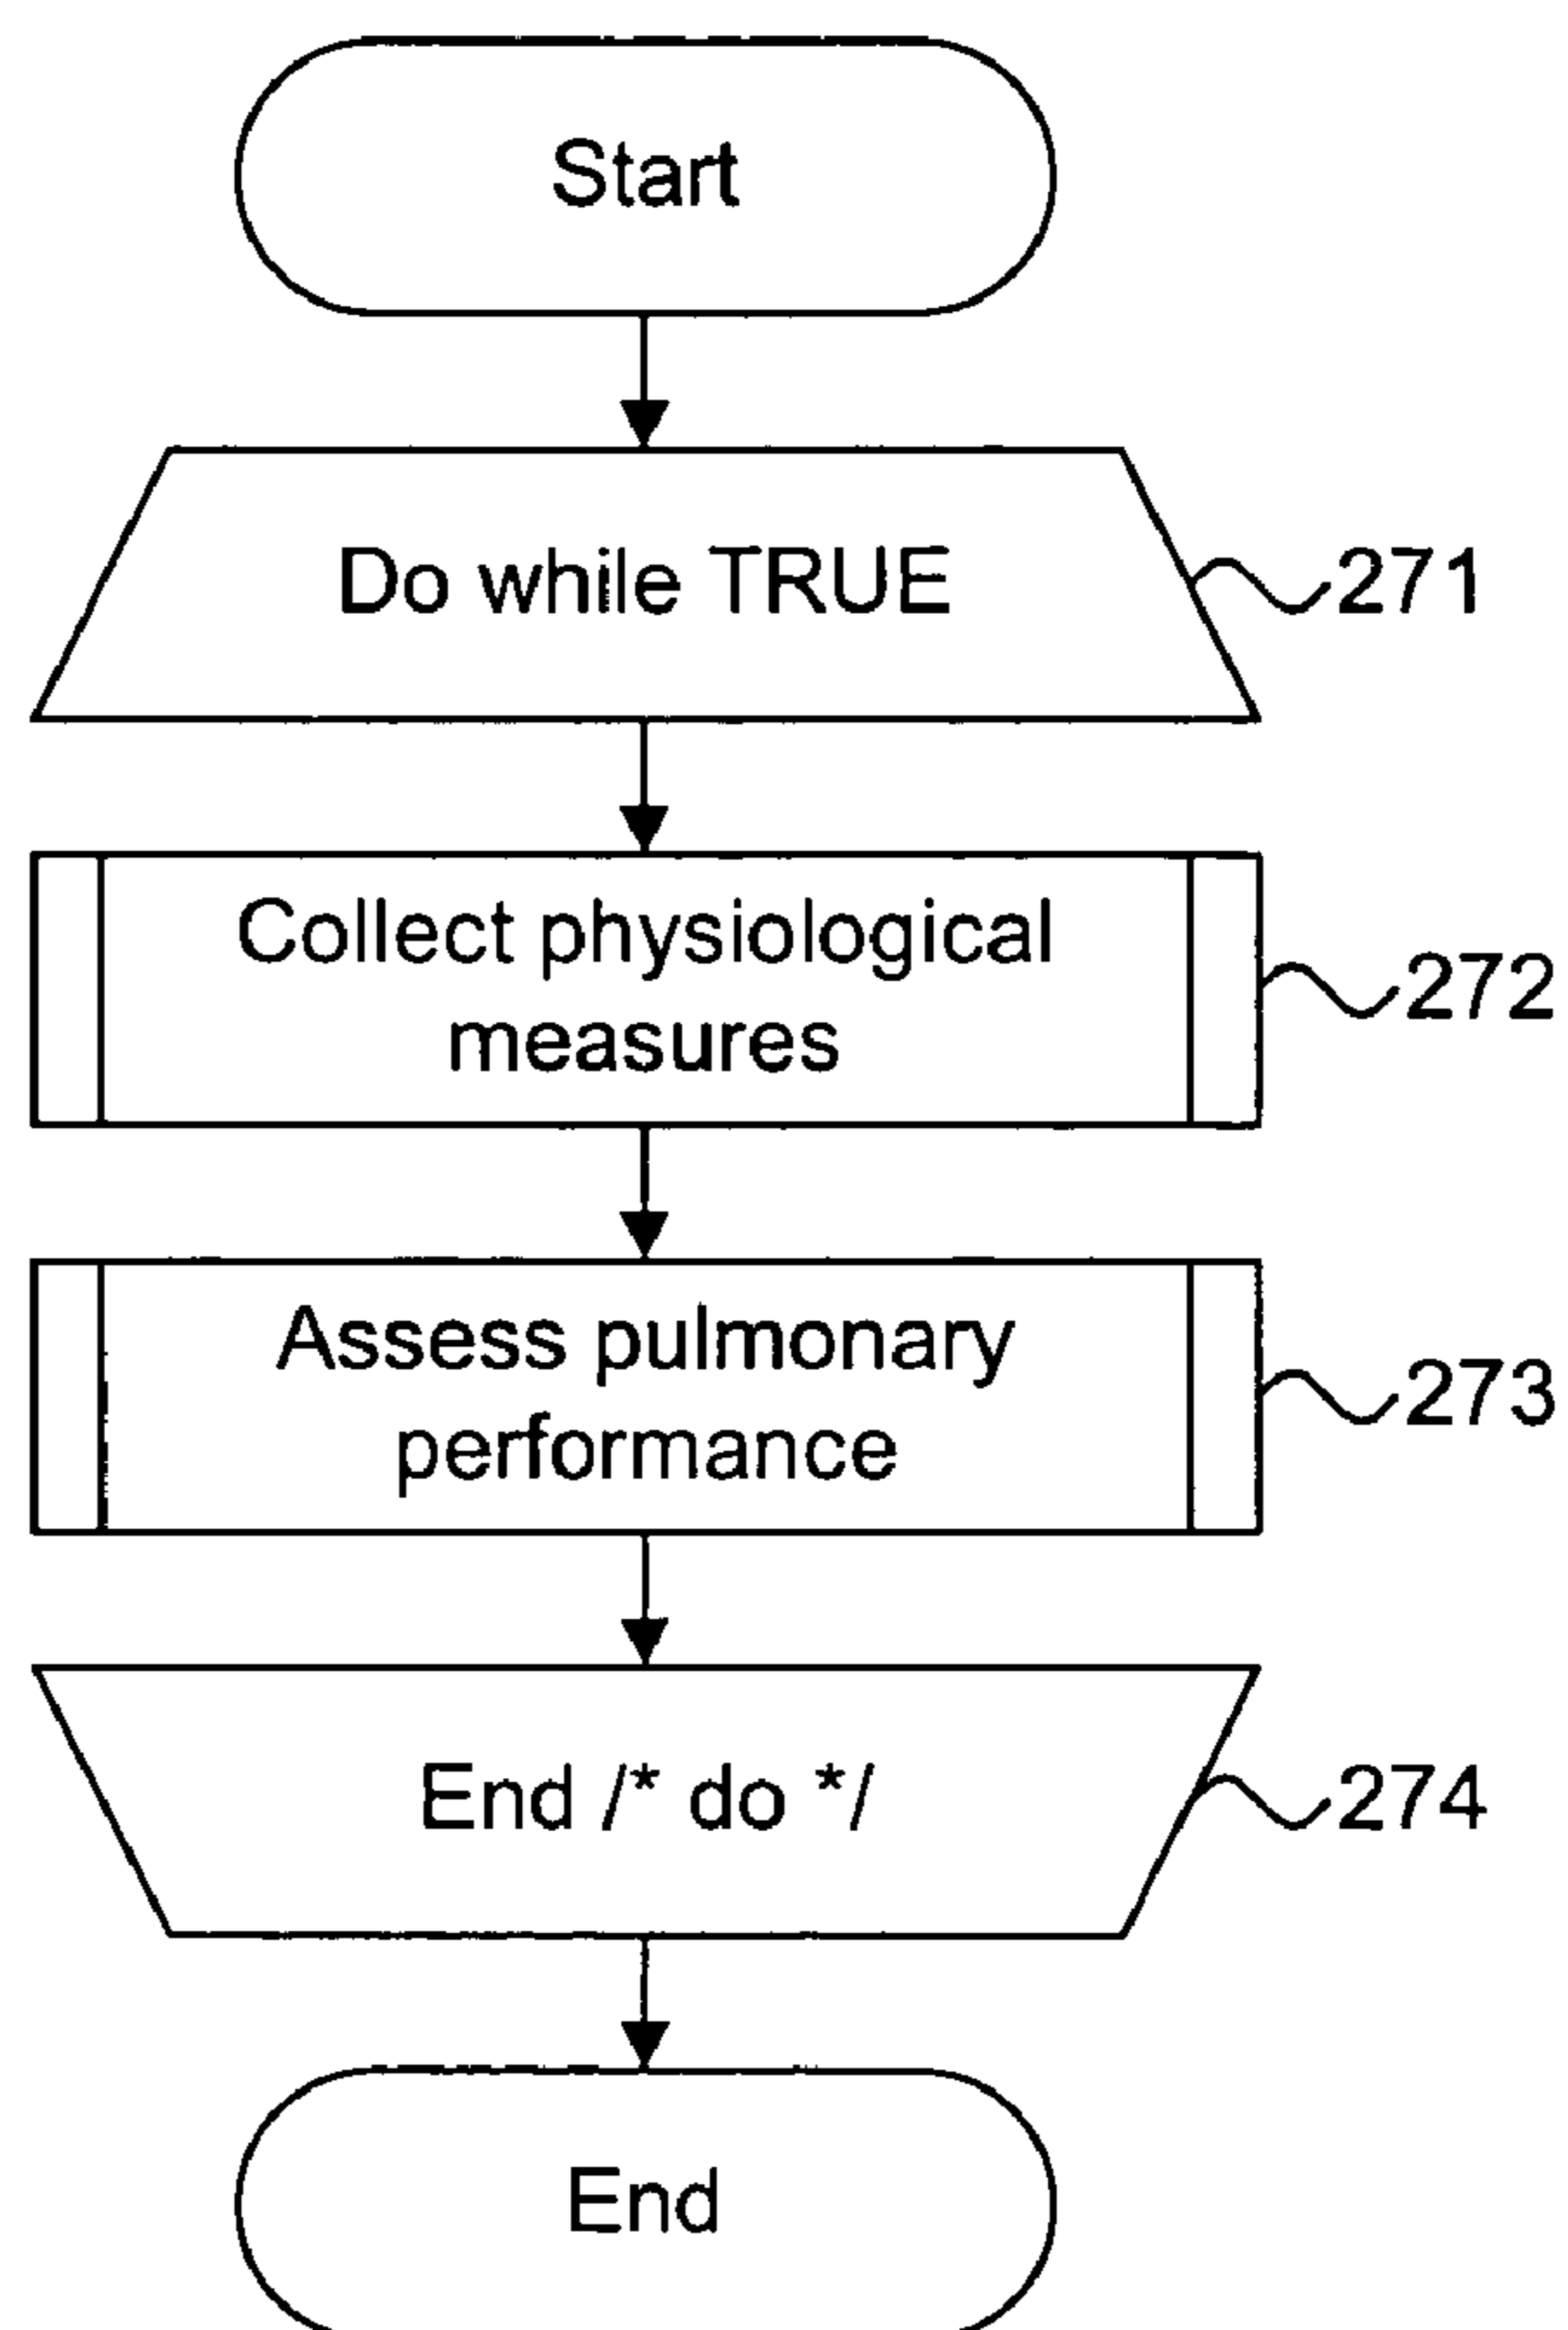 Start
Do while TRUE
271
Collect physiological
measures
272
Assess pulmonary
performance
273
End /* do */
274
End